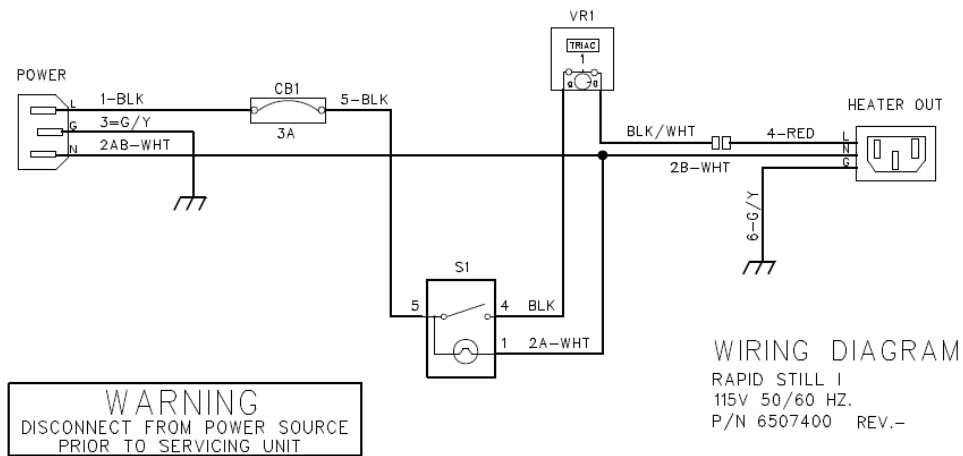 VR1
TRIAC
1
POWER
L
1-BLK
CB1
5-BLK
3A
G
3=G/Y
N
2AB-WHT
BLK/WHT
4-RED
HEATER OUT
L
N
G
2B-WHT
6-G/Y
S1
5
4
BLK
1
2A-WHT
WARNING
DISCONNECT FROM POWER SOURCE
PRIOR TO SERVICING UNIT
WIRING DIAGRAM
RAPID STILL I
115V 50/60 HZ.
P/N 6507400 REV.-